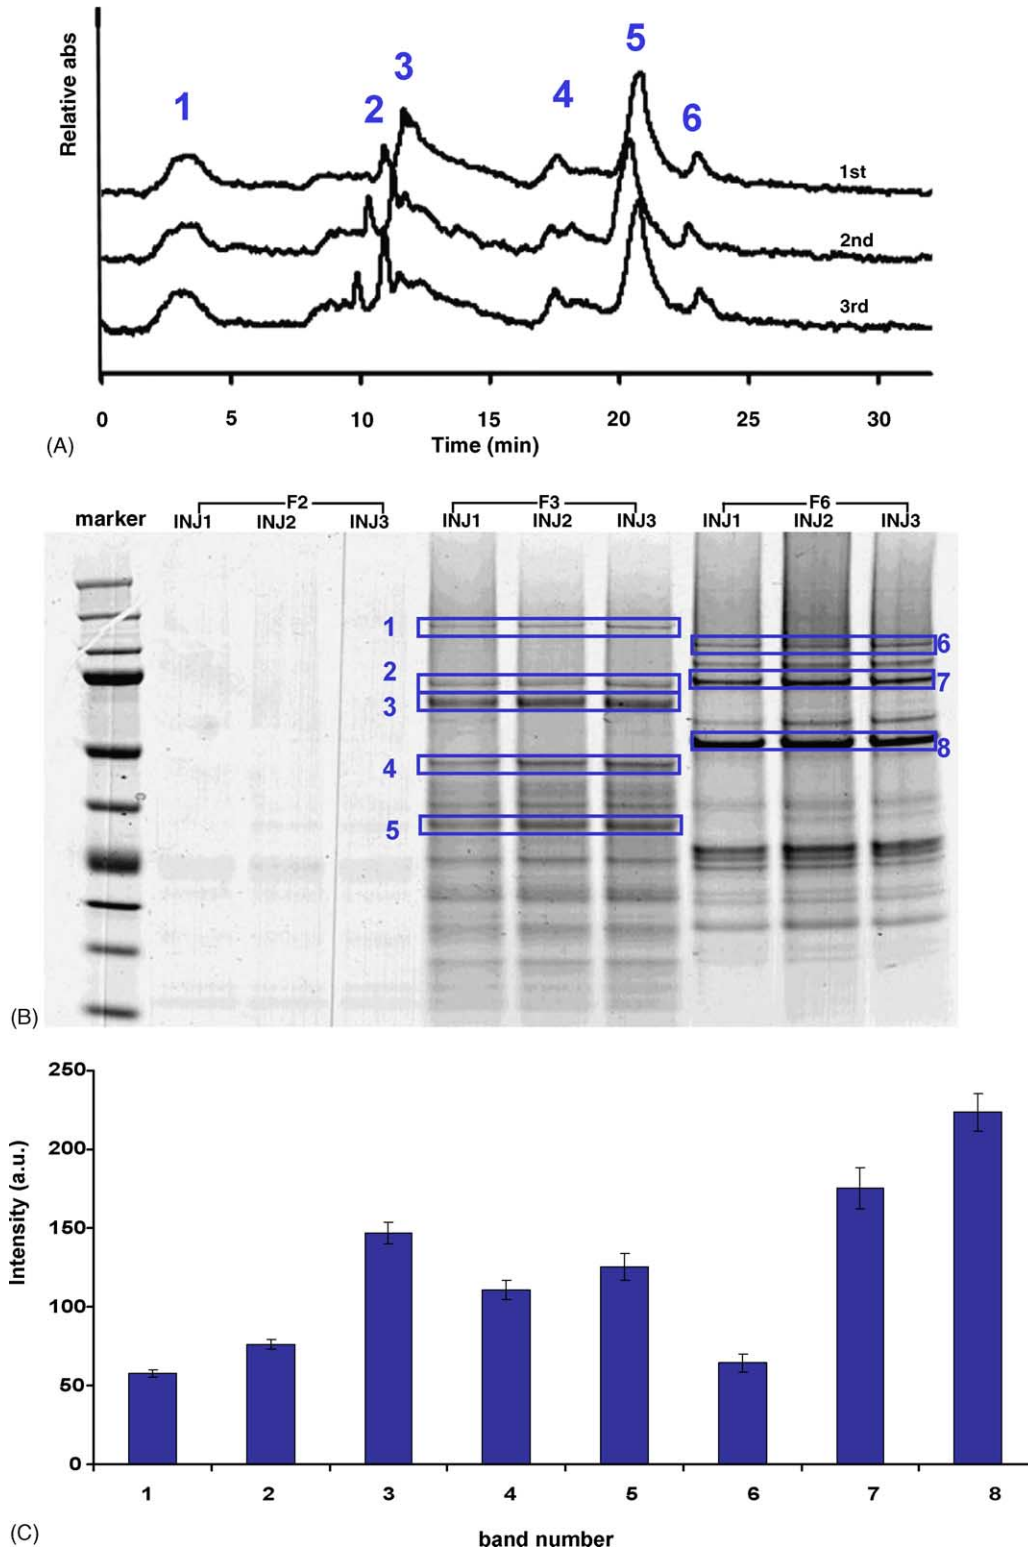 Relative abs
1 2 3 4 5 6
1st
2nd
3rd
0 5 10 15 20 25 30
(A) Time (min)
F2 F3 F6
marker INJ1 INJ2 INJ3 INJ1 INJ2 INJ3 INJ1 INJ2 INJ3
1
6
2
7
3
8
4
5
(B)
250
200
150
100
50
0
Intensity (a.u.)
1 2 3 4 5 6 7 8
(C) band number